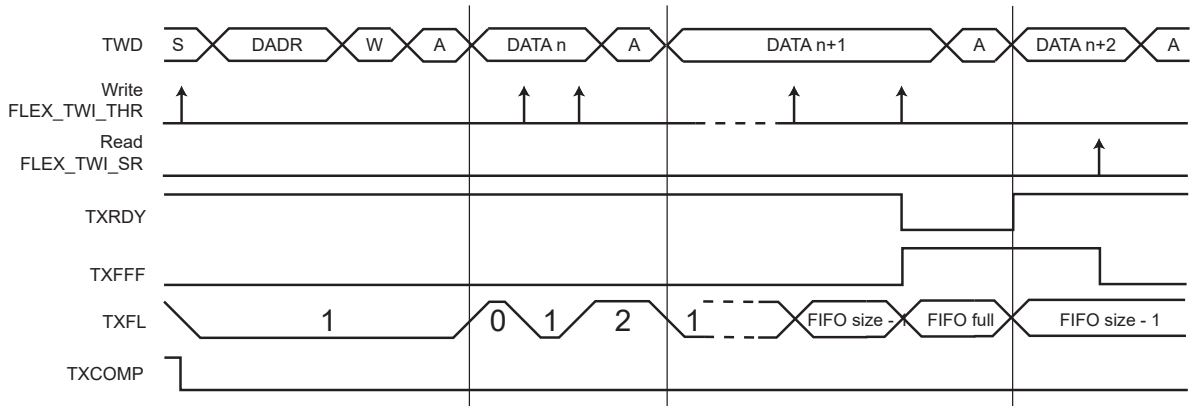 TWD S DADR W A DATA n A DATA n+1 A DATA n+2 A
Write
FLEX_TWI_THR
Read
FLEX_TWI_SR
TXRDY
TXFFF
TXFL 1 0 1 2 1 FIFO size - 1 FIFO full FIFO size - 1
TXCOMP